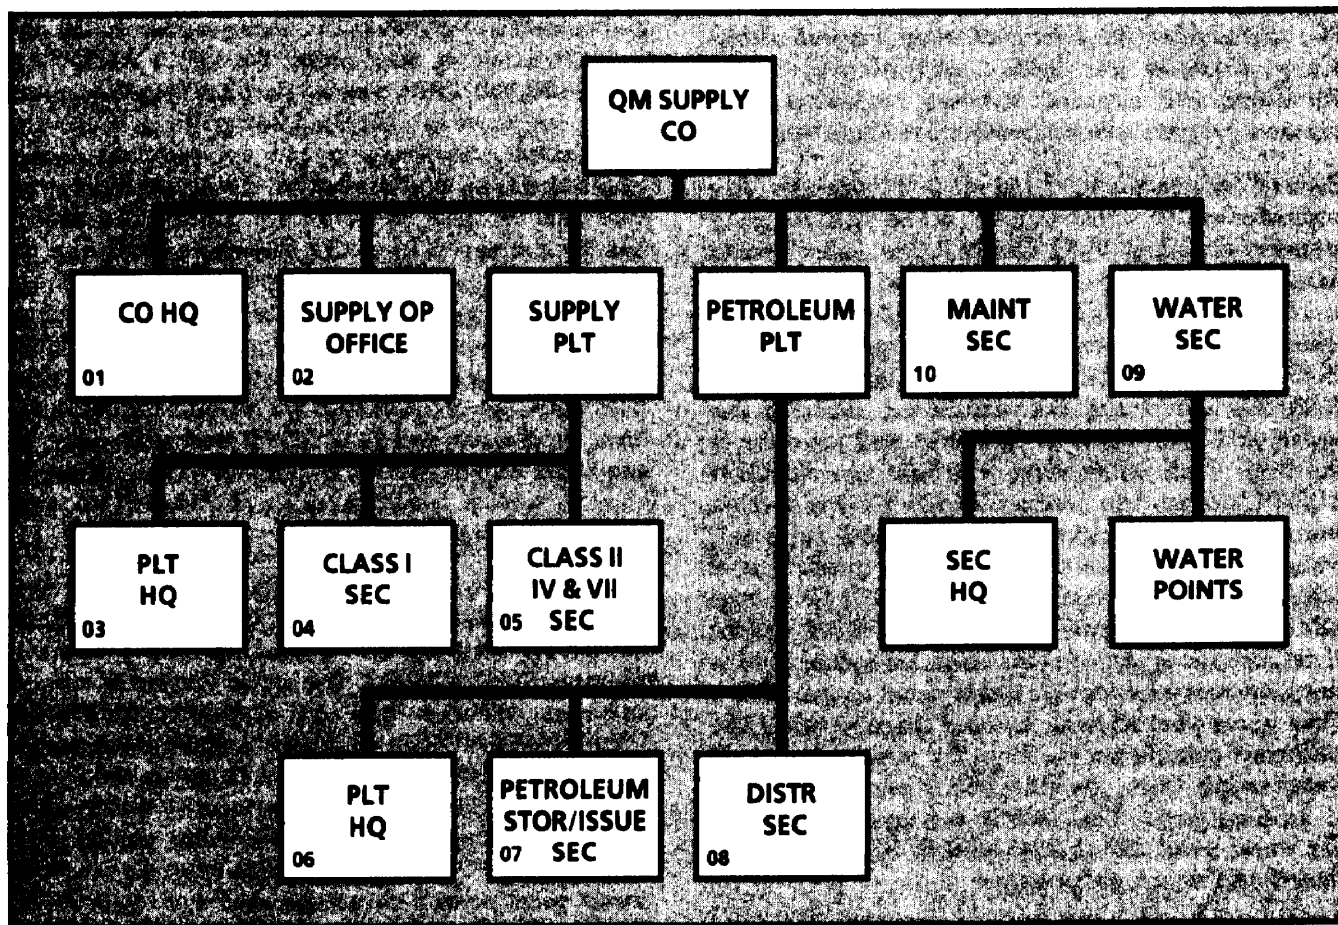 QM SUPPLY
CO
CO HQ
01
SUPPLY OP
OFFICE
02
SUPPLY
PLT
PETROLEUM
PLT
MAINT
SEC
10
WATER
SEC
09
PLT
HQ
03
CLASS I
SEC
04
CLASS II
IV & VII
05 SEC
SEC
HQ
WATER
POINTS
PLT
HQ
06
PETROLEUM
STOR/ISSUE
07 SEC
DISTR
SEC
08